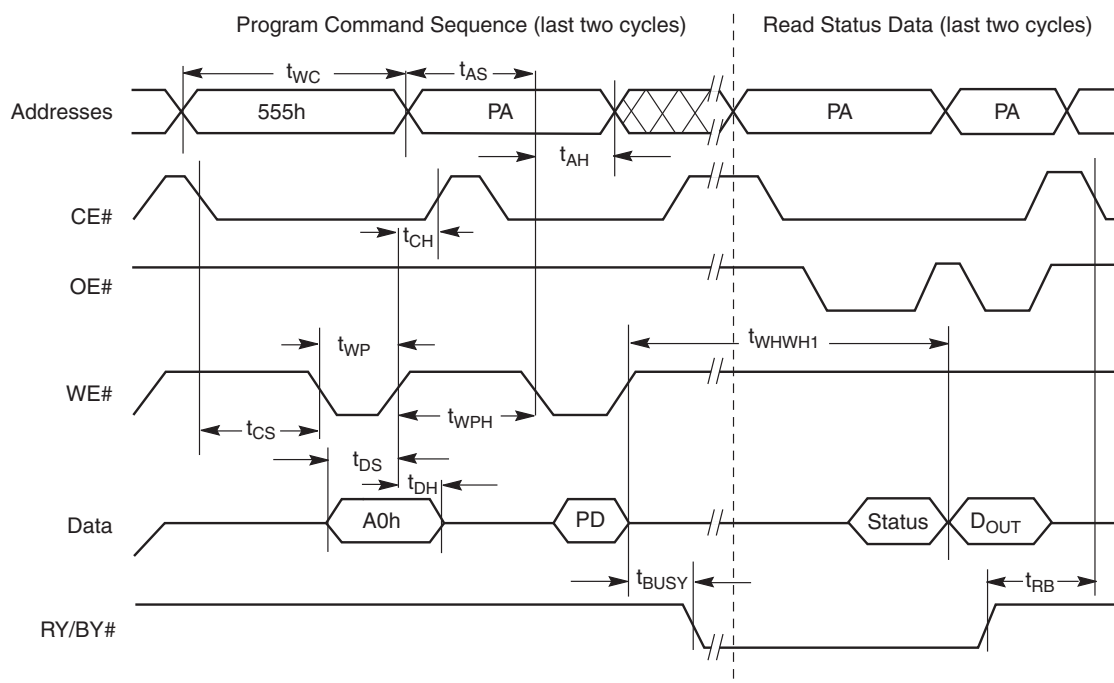 Program Command Sequence (last two cycles)
Read Status Data (last two cycles)
tWC
tAS
Addresses
555h
PA
PA
PA
tAH
CE#
tCH
OE#
tWP
tWHWH1
WE#
tCS
tWPH
tDS
tDH
Data
A0h
PD
Status
DOUT
tBUSY
tRB
RY/BY#